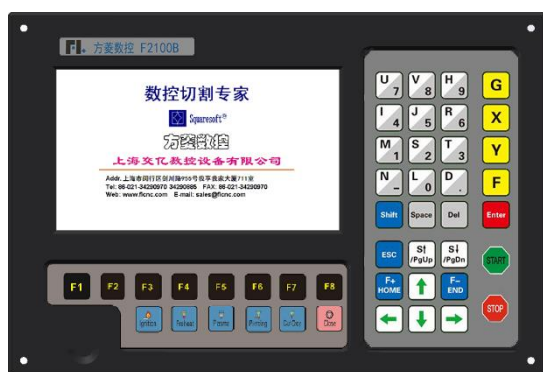 方菱数控 F2100B
数控切割专家
Squaresoft®
方菱数控
上海交化数控设备有限公司
Tel: 86-021-34290970 34290665 FAX: 86-021-34290970
Web: www.flcnc.com E-mail: sales@flcnc.com
U 7 V 8 H 9 G
I 4 J 5 R 6 X
M 1 S 2 T 3 Y
N - L 0 D . F
Shift Space Del Enter
ESC S↑ /PgUp S↓ /PgDn START
F+ HOME ↑ F- END
← ↓ → STOP
F1 F2 F3 F4 F5 F6 F7 F8
Ignition Preheat Close